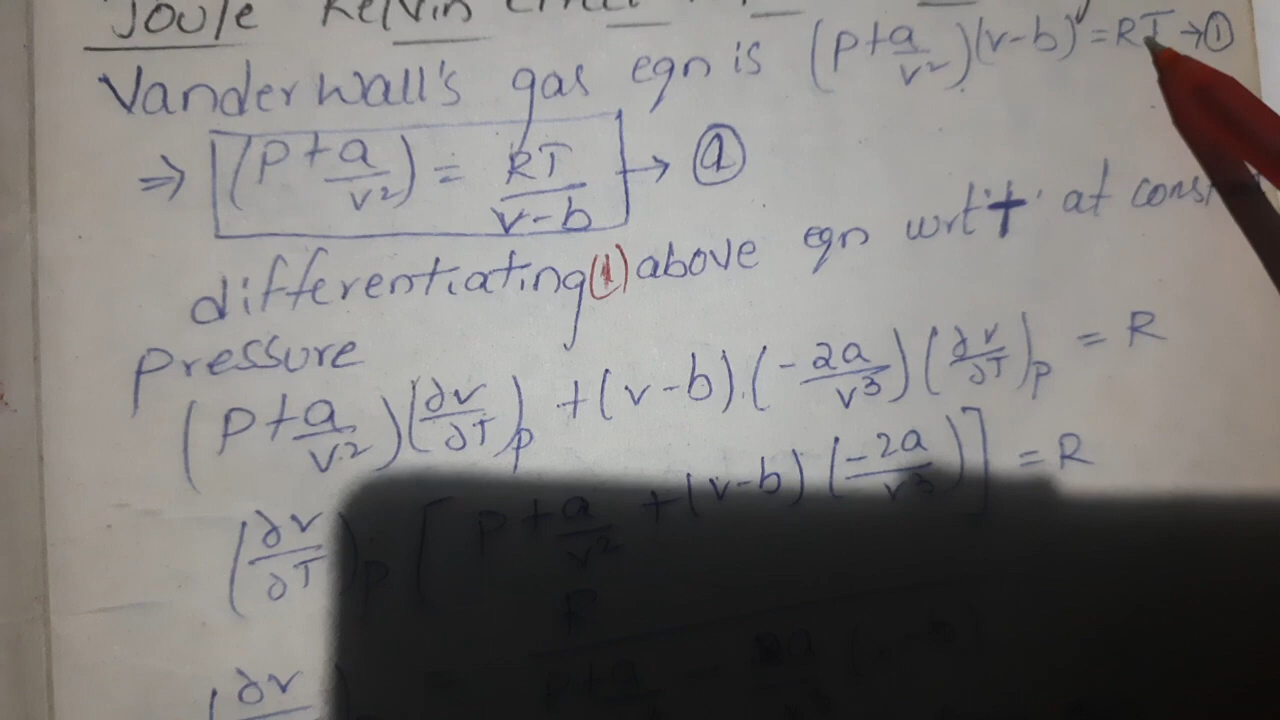 Joule Kelvin
Vanderwall's gas eqn is (P+a/v²)(v-b) = RT → ①
⇒ [(P+a/v²) = RT/v-b] → ⓐ
differentiating (1) above eqn wrt T at const
pressure
(P+a/v²)(∂v/∂T)p + (v-b).(-2a/v³)(∂v/∂T)p = R
(∂v/∂T)p [P+a/v² + (v-b)(-2a/v³)] = R
(∂v